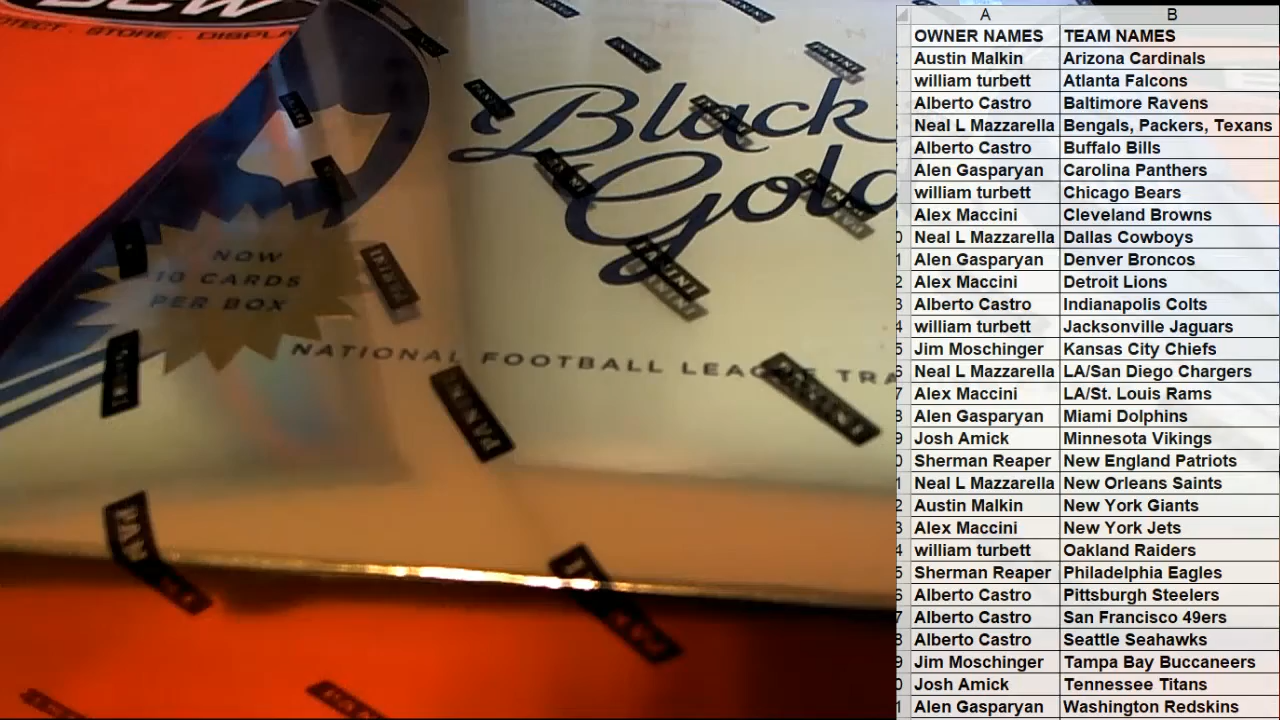 DCW
PROTECT · STORE · DISPLA
Black
Gold
NOW
10 CARDS
PER BOX
NATIONAL FOOTBALL LEAGUE TRA
PANINI
A B
OWNER NAMES TEAM NAMES
Austin Malkin Arizona Cardinals
william turbett Atlanta Falcons
Alberto Castro Baltimore Ravens
Neal L Mazzarella Bengals, Packers, Texans
Alberto Castro Buffalo Bills
Alen Gasparyan Carolina Panthers
william turbett Chicago Bears
Alex Maccini Cleveland Browns
Neal L Mazzarella Dallas Cowboys
Alen Gasparyan Denver Broncos
Alex Maccini Detroit Lions
Alberto Castro Indianapolis Colts
william turbett Jacksonville Jaguars
Jim Moschinger Kansas City Chiefs
Neal L Mazzarella LA/San Diego Chargers
Alex Maccini LA/St. Louis Rams
Alen Gasparyan Miami Dolphins
Josh Amick Minnesota Vikings
Sherman Reaper New England Patriots
Neal L Mazzarella New Orleans Saints
Austin Malkin New York Giants
Alex Maccini New York Jets
william turbett Oakland Raiders
Sherman Reaper Philadelphia Eagles
Alberto Castro Pittsburgh Steelers
Alberto Castro San Francisco 49ers
Alberto Castro Seattle Seahawks
Jim Moschinger Tampa Bay Buccaneers
Josh Amick Tennessee Titans
Alen Gasparyan Washington Redskins